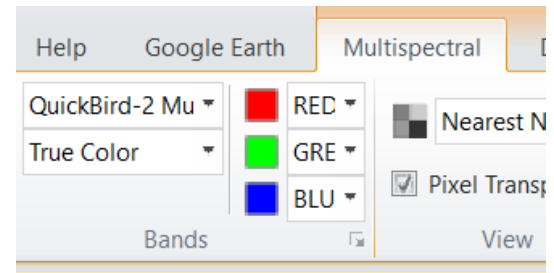 Help Google Earth Multispectral
QuickBird-2 Mu RED
Nearest N
True Color GRE
Pixel Transp
BLU
Bands View